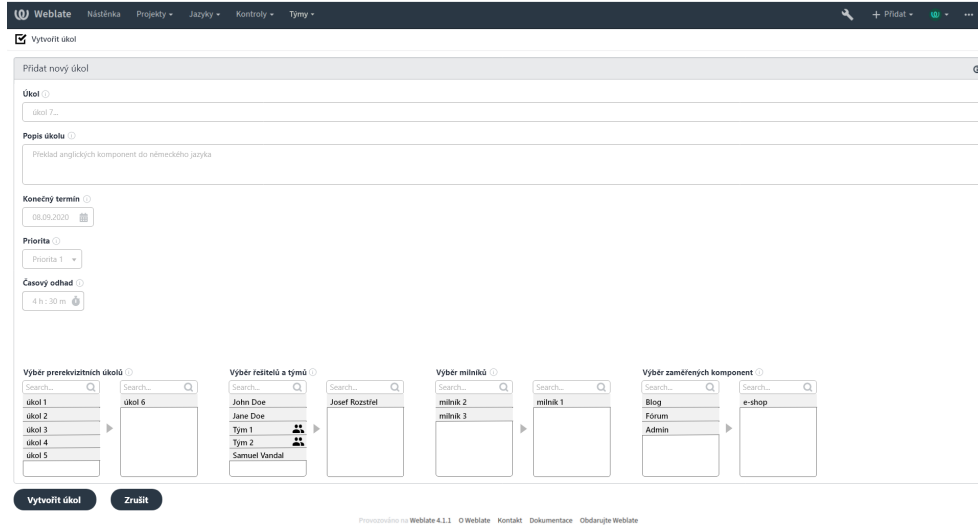 Weblate Nástěnka Projekty Jazyky Kontroly Týmy Přidat
Vytvořit úkol
Přidat nový úkol
Úkol
úkol 7...
Popis úkolu
Překlad anglických komponent do německého jazyka
Konečný termín
08.09.2020
Priorita
Priorita 1
Časový odhad
4 h : 30 m
Výběr prerekvizitních úkolů Výběr řešitelů a týmů Výběr milníků Výběr zaměřených komponent
Search... Search... Search... Search... Search... Search... Search... Search...
úkol 1 úkol 6 John Doe Josef Rozstřel milník 2 milník 1 Blog e-shop
úkol 2 Jane Doe milník 3 Fórum
úkol 3 Tým 1 Admin
úkol 4 Tým 2
úkol 5 Samuel Vandal
Vytvořit úkol Zrušit
Provozováno na Weblate 4.1.1 O Weblate Kontakt Dokumentace Obdarujte Weblate